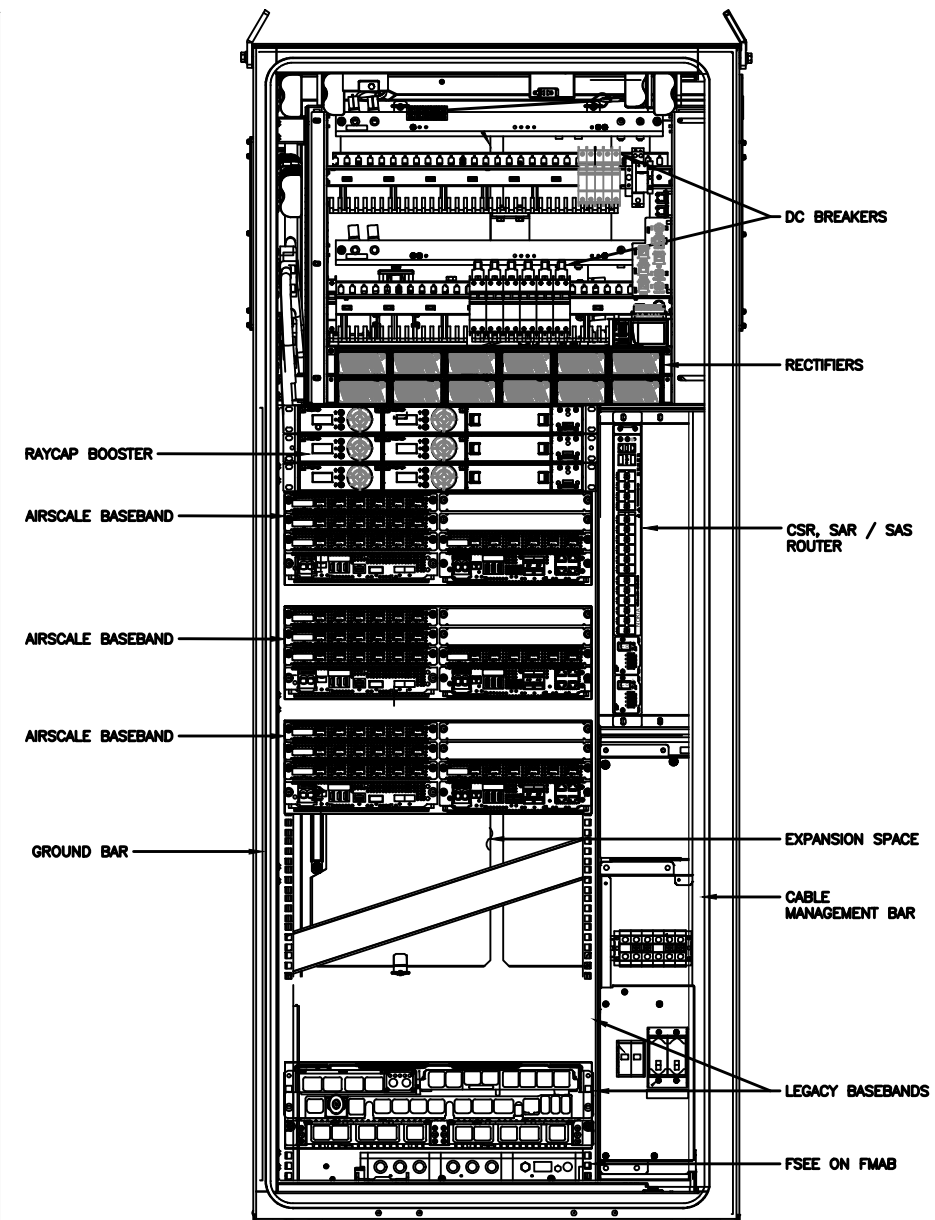 DC BREAKERS
RECTIFIERS
RAYCAP BOOSTER
AIRSCALE BASEBAND
CSR, SAR / SAS
ROUTER
AIRSCALE BASEBAND
AIRSCALE BASEBAND
EXPANSION SPACE
GROUND BAR
CABLE
MANAGEMENT BAR
LEGACY BASEBANDS
FSEE ON FMAB